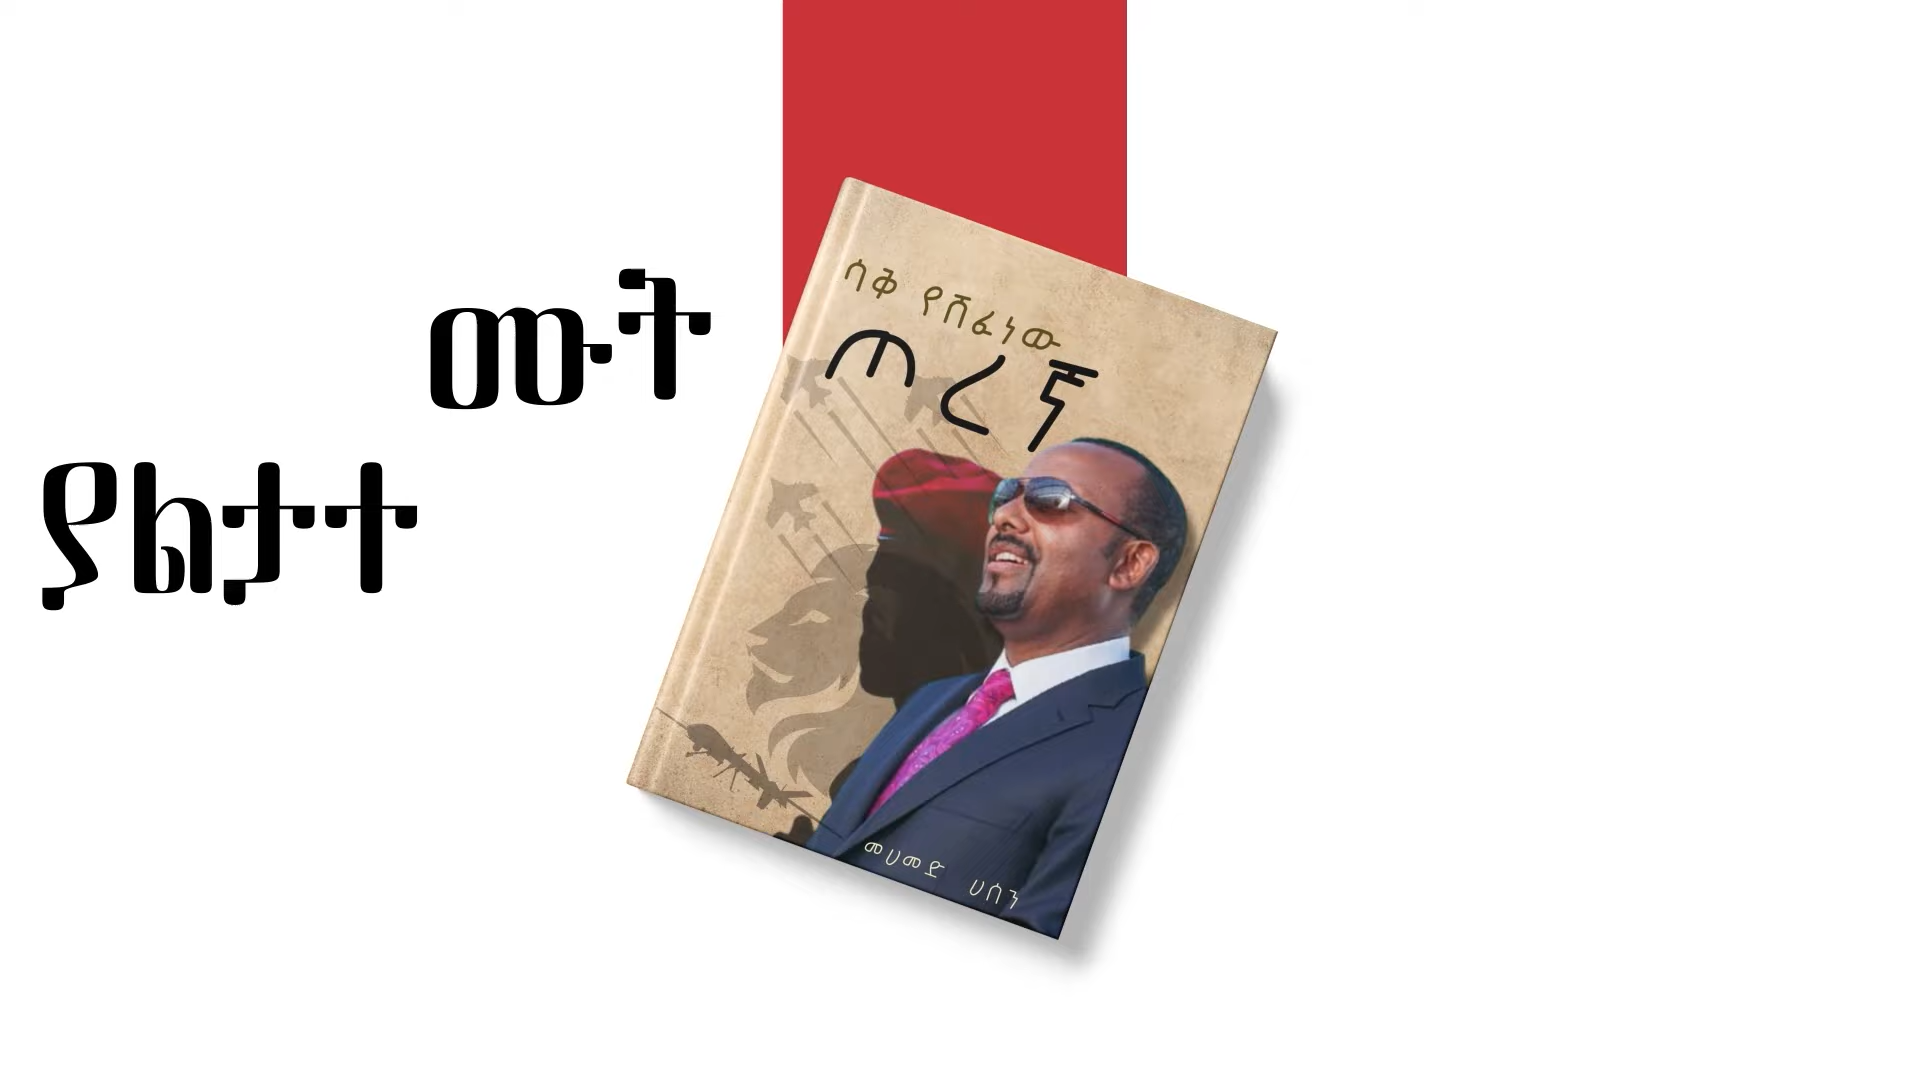 ሙት
ያልታተ
ሳቅ የሸፈነው
ጦረኛ
መሀመድ ሀሰን